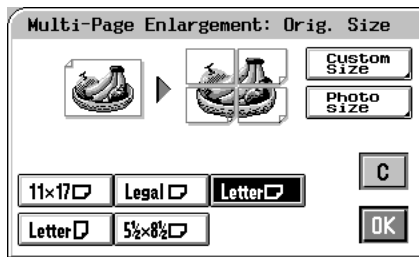 Multi-Page Enlargement: Orig. Size
Custom
Size
Photo
size
C
11×17 Legal Letter
Letter 5½×8½ OK